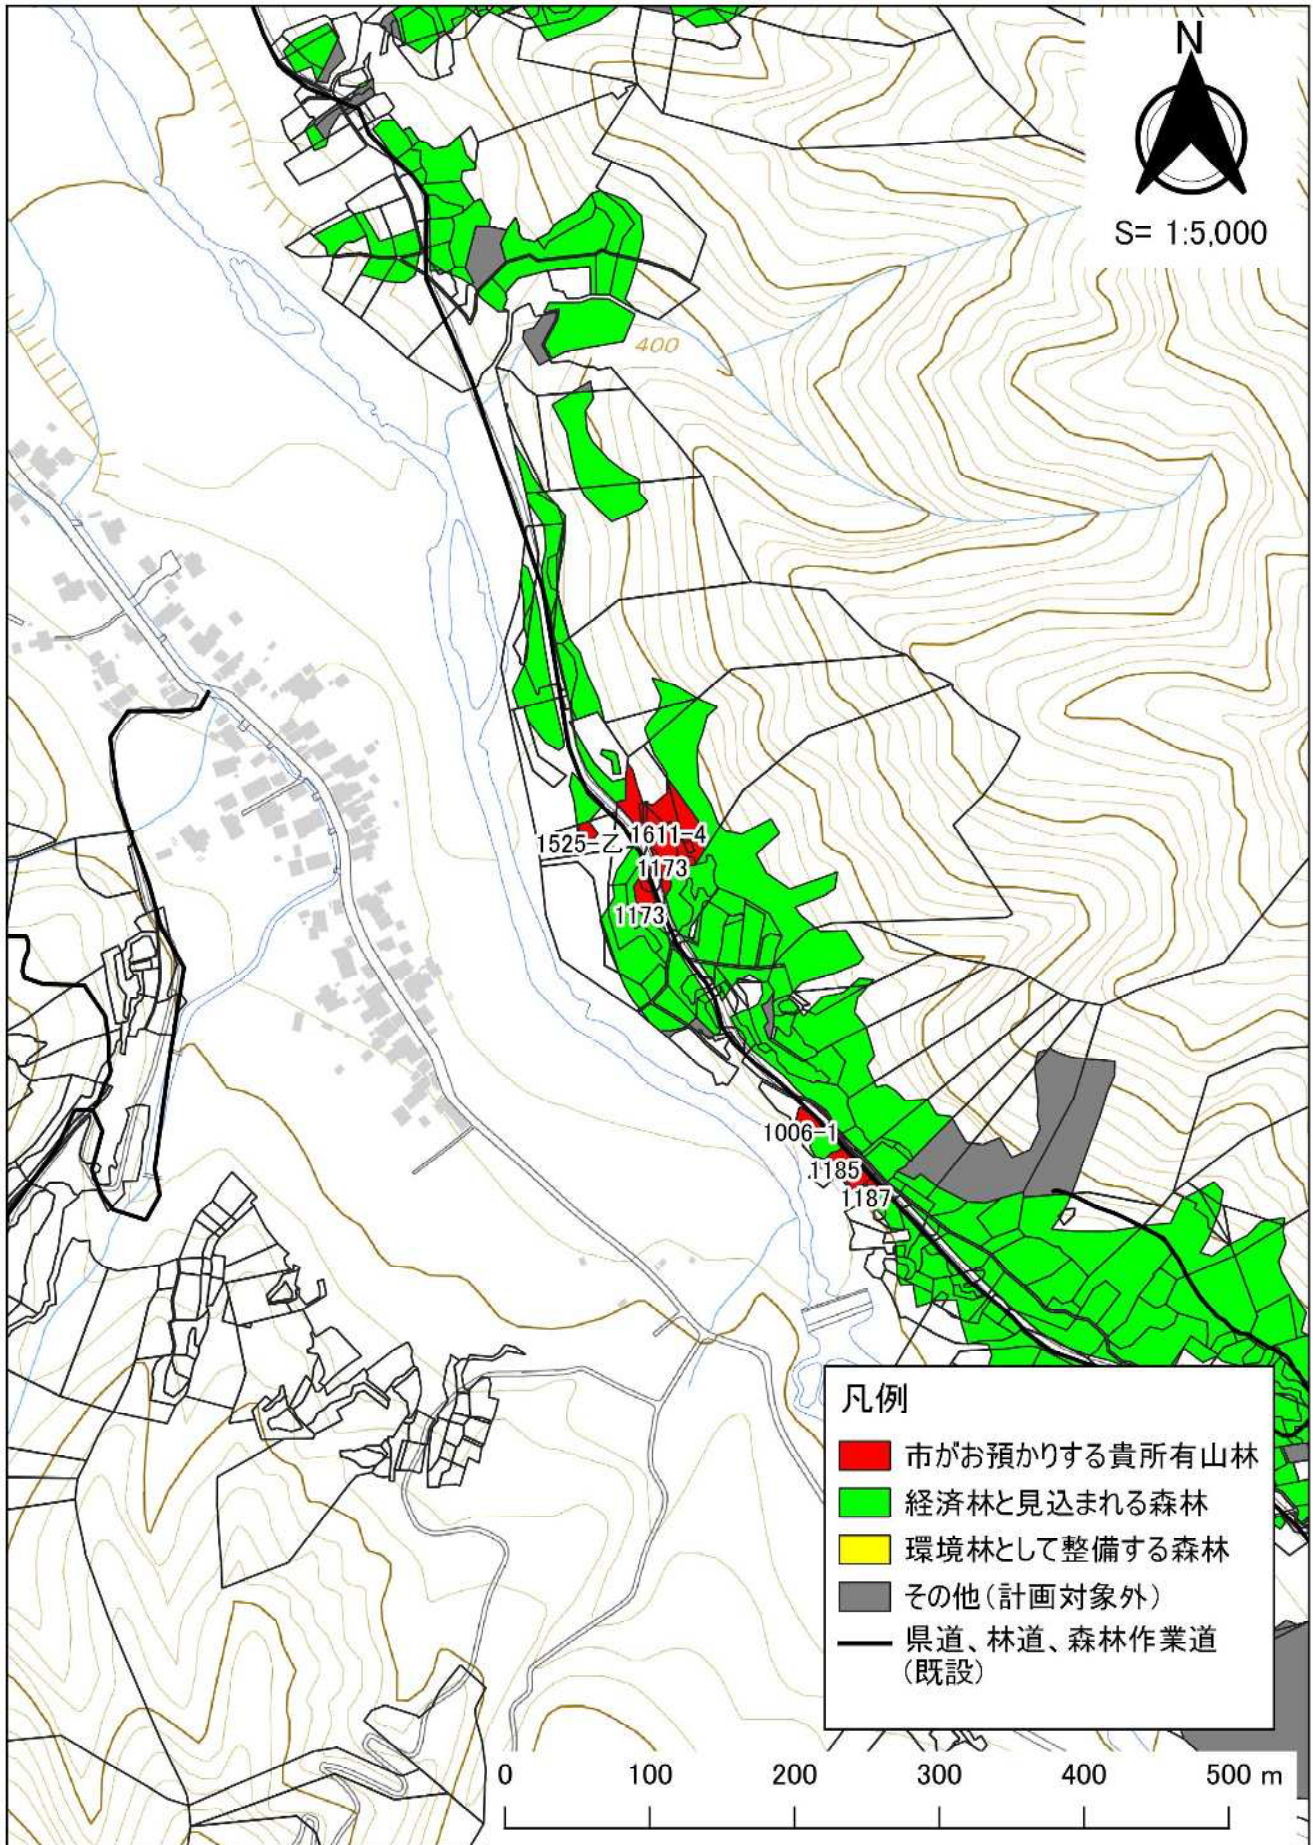 N
S= 1:5,000
400
1525-乙
1611-4
1173
1173
1006-1
1185
1187
凡例
市がお預かりする貴所有山林
経済林と見込まれる森林
環境林として整備する森林
その他(計画対象外)
県道、林道、森林作業道
(既設)
0 100 200 300 400 500 m